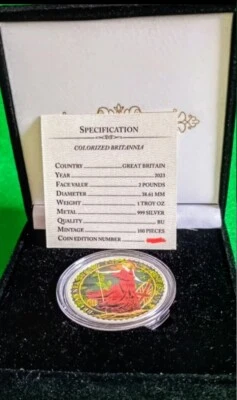 SPECIFICATION
COLORIZED BRITANNIA
COUNTRY ........................ GREAT BRITAIN
YEAR ........................ 2023
FACE VALER ........................ 2 POUNDS
DIAMETER ........................ 38.61 MM
WEIGHT ........................ 1 TROY OZ
METAL ........................ 999 SILVER
QUALITY ........................ BU
MINTAGE ........................ 100 PIECES
COIN EDITION NUMBER ........